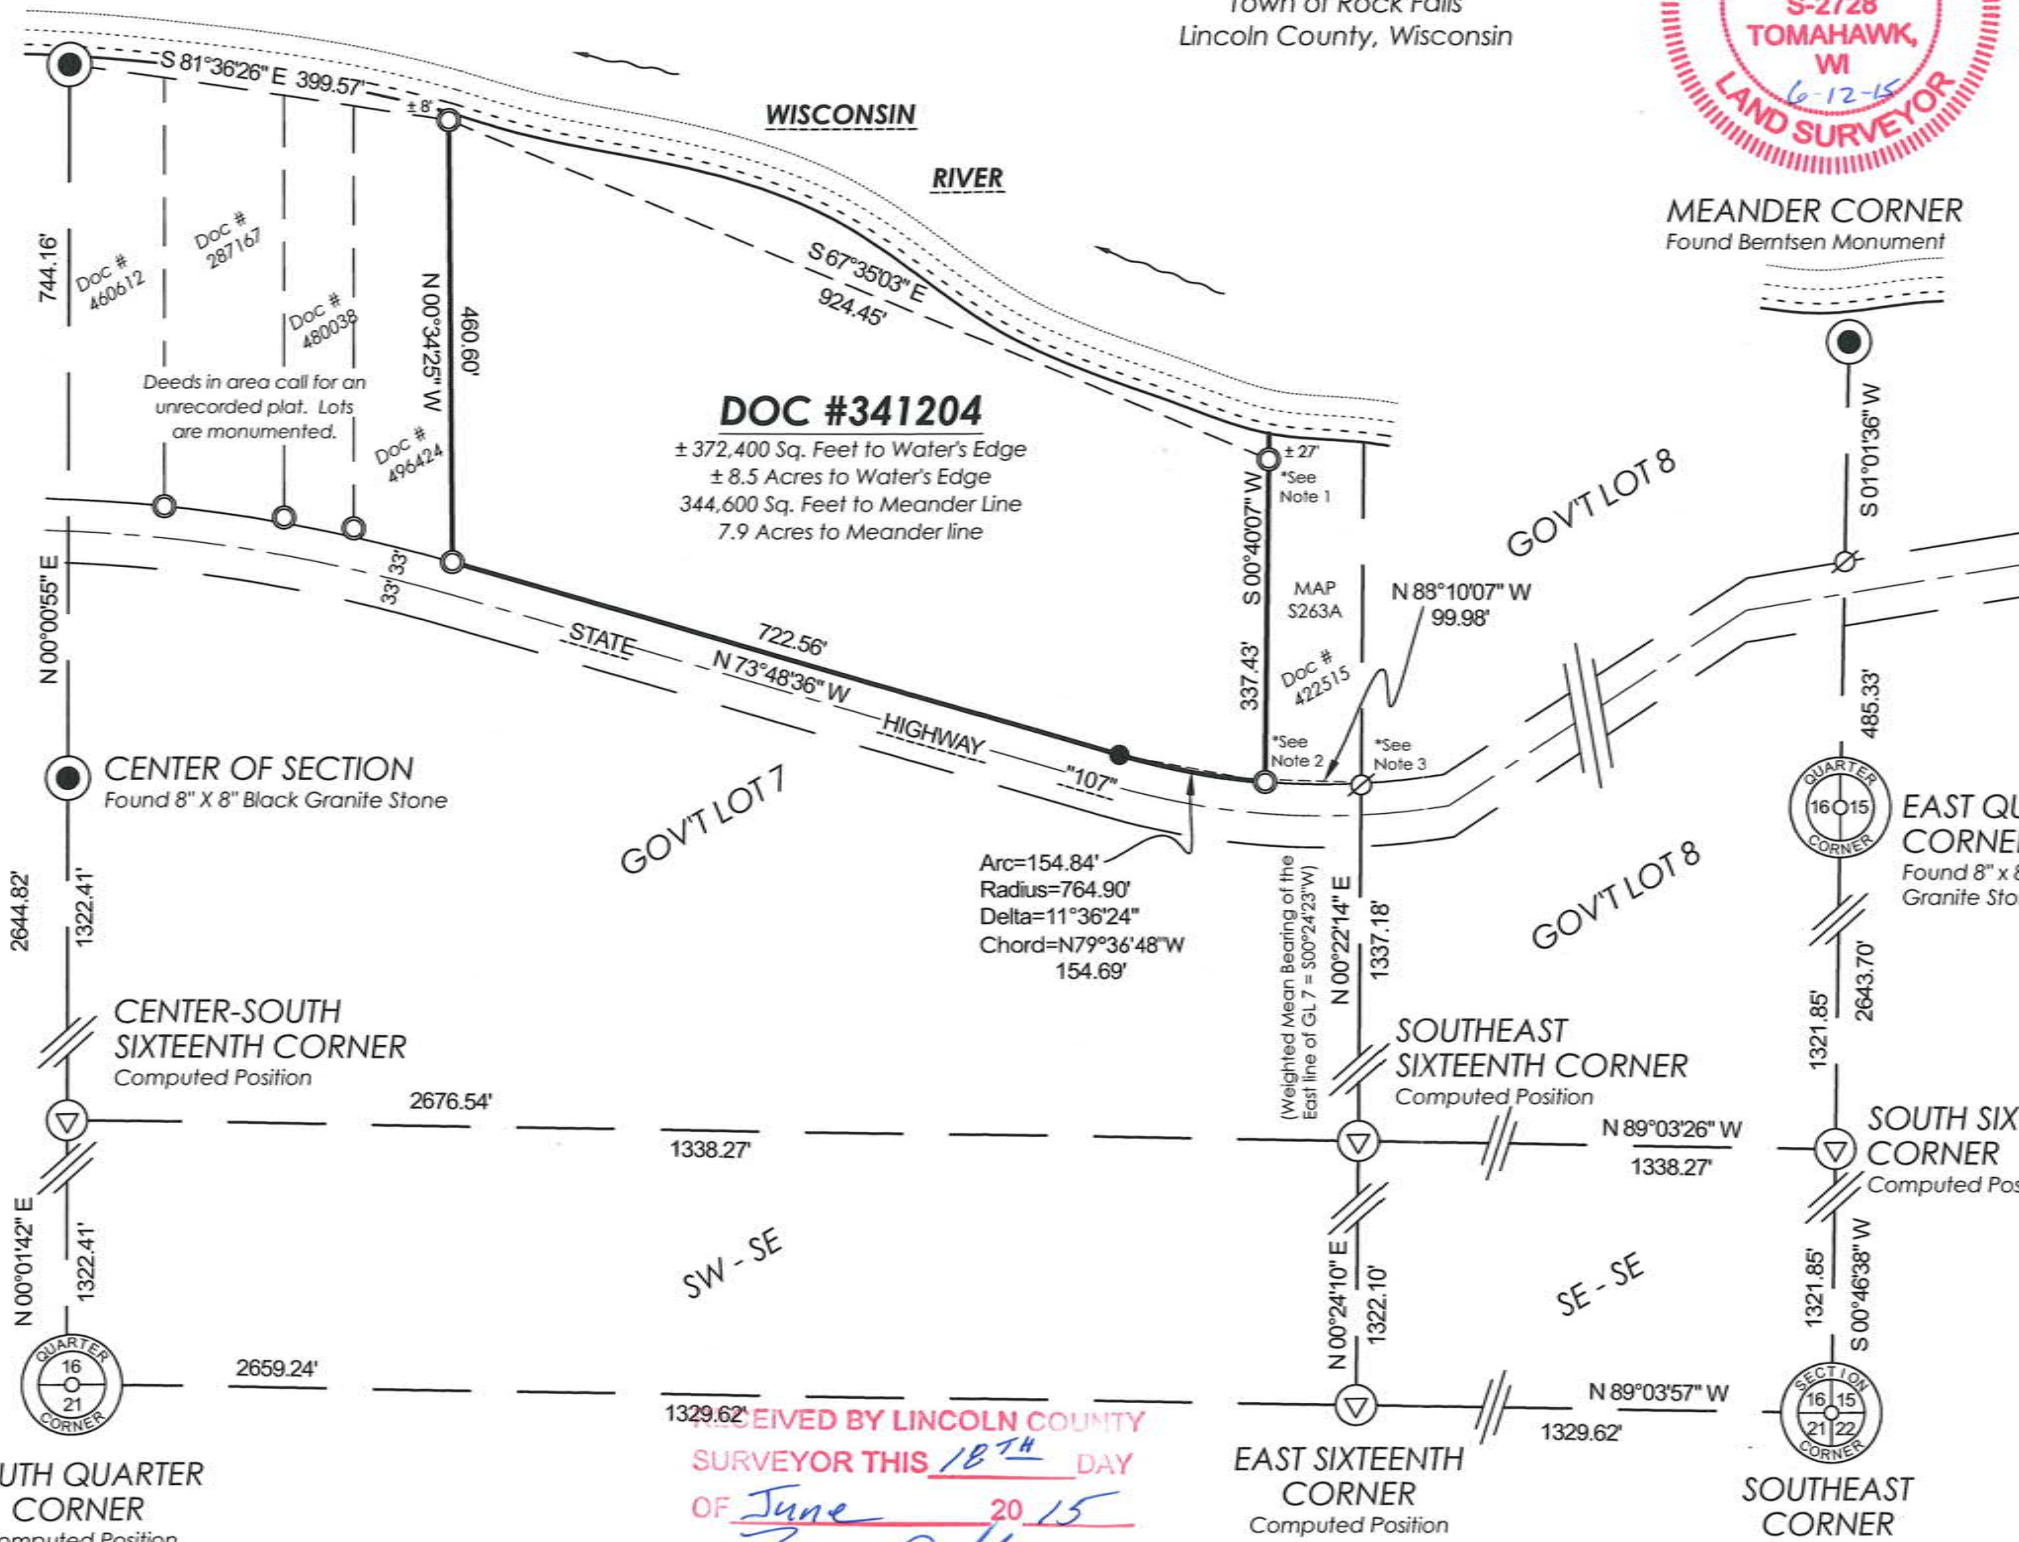 Town of Rock Falls
Lincoln County, Wisconsin
S-2728
TOMAHAWK,
WI
6-12-15
LAND SURVEYOR
S 81°36'26" E 399.57'
± 8'
WISCONSIN
RIVER
MEANDER CORNER
Found Berntsen Monument
744.16'
Doc #
460612
Doc #
287167
Doc #
480038
N 00°34'25" W
460.60'
S 67°35'03" E
924.45'
Deeds in area call for an
unrecorded plat. Lots
are monumented.
Doc #
496424
DOC #341204
± 372,400 Sq. Feet to Water's Edge
± 8.5 Acres to Water's Edge
344,600 Sq. Feet to Meander Line
7.9 Acres to Meander line
± 27'
*See
Note 1
S 00°40'07" W
337.43'
GOV'T LOT 8
S 01°01'36" W
MAP
S263A
N 88°10'07" W
99.98'
Doc #
422515
33' 33'
N 00°00'55" E
STATE
HIGHWAY
"107"
722.56'
N 73°48'36" W
*See
Note 2
*See
Note 3
485.33'
CENTER OF SECTION
Found 8" X 8" Black Granite Stone
GOV'T LOT 7
QUARTER
16 15
CORNER
EAST QU
CORNE
Found 8" x 8
Granite Sto
Arc=154.84'
Radius=764.90'
Delta=11°36'24"
Chord=N79°36'48"W
154.69'
(Weighted Mean Bearing of the
East line of GL 7 = S00°24'23"W)
N 00°22'14" E
1337.18'
GOV'T LOT 8
2644.82'
1322.41'
1321.85'
2643.70'
CENTER-SOUTH
SIXTEENTH CORNER
Computed Position
SOUTHEAST
SIXTEENTH CORNER
Computed Position
2676.54'
1338.27'
N 89°03'26" W
1338.27'
SOUTH SIX
CORNER
Computed Pos
N 00°01'42" E
1322.41'
SW - SE
N 00°24'10" E
1322.10'
SE - SE
1321.85'
S 00°46'38" W
QUARTER
16
21
CORNER
2659.24'
1329.62'
N 89°03'57" W
1329.62'
SECTION
16 15
21 22
CORNER
RECEIVED BY LINCOLN COUNTY
SURVEYOR THIS 18TH DAY
OF June 20 15
UTH QUARTER
CORNER
omputed Position
EAST SIXTEENTH
CORNER
Computed Position
SOUTHEAST
CORNER